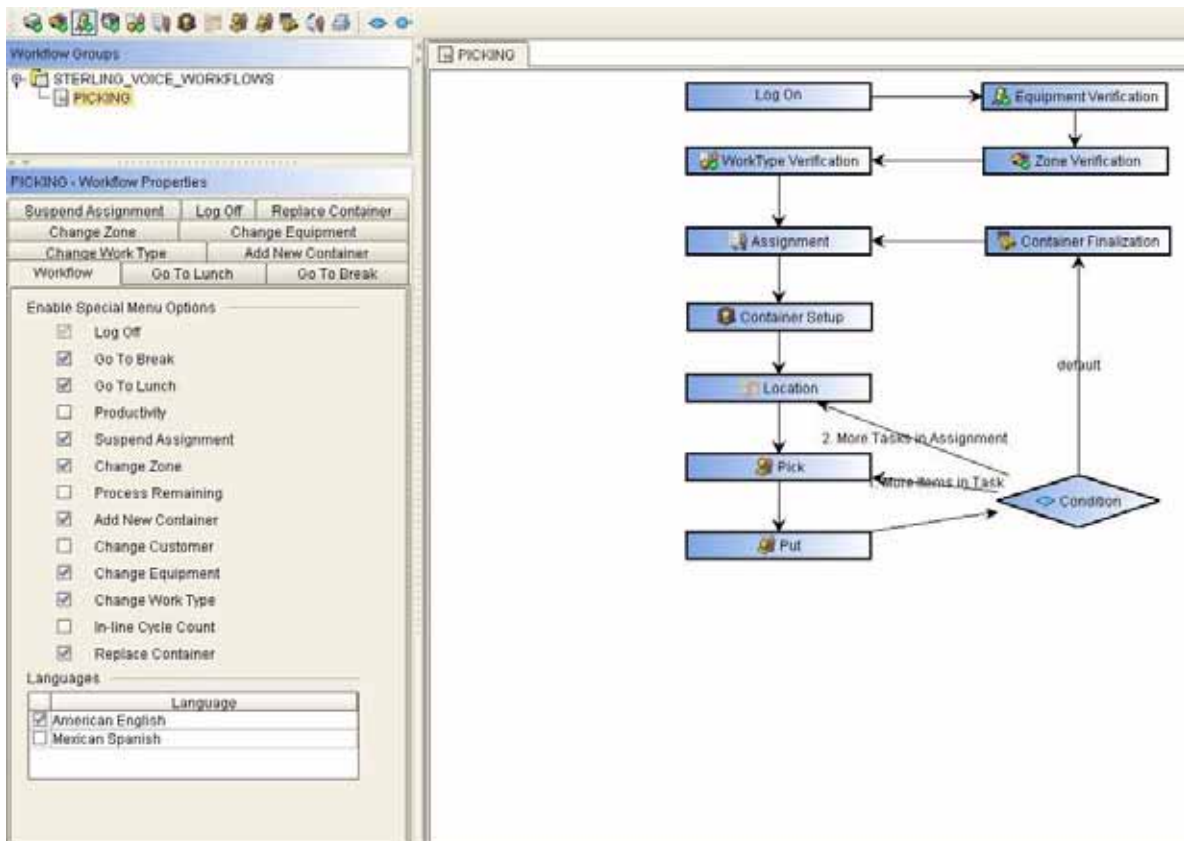 Workflow Groups
STERLING_VOICE_WORKFLOWS
PICKING
PICKING - Workflow Properties
Suspend Assignment Log Off Replace Container
Change Zone Change Equipment
Change Work Type Add New Container
Workflow Go To Lunch Go To Break
Enable Special Menu Options
Log Off
Go To Break
Go To Lunch
Productivity
Suspend Assignment
Change Zone
Process Remaining
Add New Container
Change Customer
Change Equipment
Change Work Type
In-line Cycle Count
Replace Container
Languages
Language
American English
Mexican Spanish
PICKING
Log On
Equipment Verification
WorkType Verification
Zone Verification
Assignment
Container Finalization
Container Setup
default
Location
2. More Tasks in Assignment
Pick
More Items in Task
Condition
Put